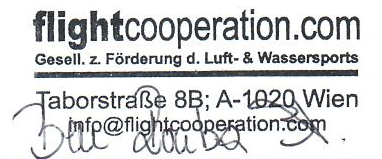 flightcooperation.com
Gesell. z. Förderung d. Luft- & Wassersports
Taborstraße 8B; A-1020 Wien
info@flightcooperation.com